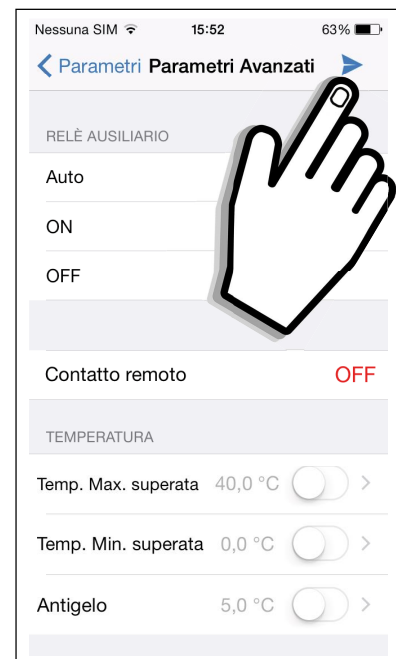 Nessuna SIM 15:52 63%
Parametri Parametri Avanzati
RELÈ AUSILIARIO
Auto
ON
OFF
Contatto remoto OFF
TEMPERATURA
Temp. Max. superata 40,0 °C
Temp. Min. superata 0,0 °C
Antigelo 5,0 °C